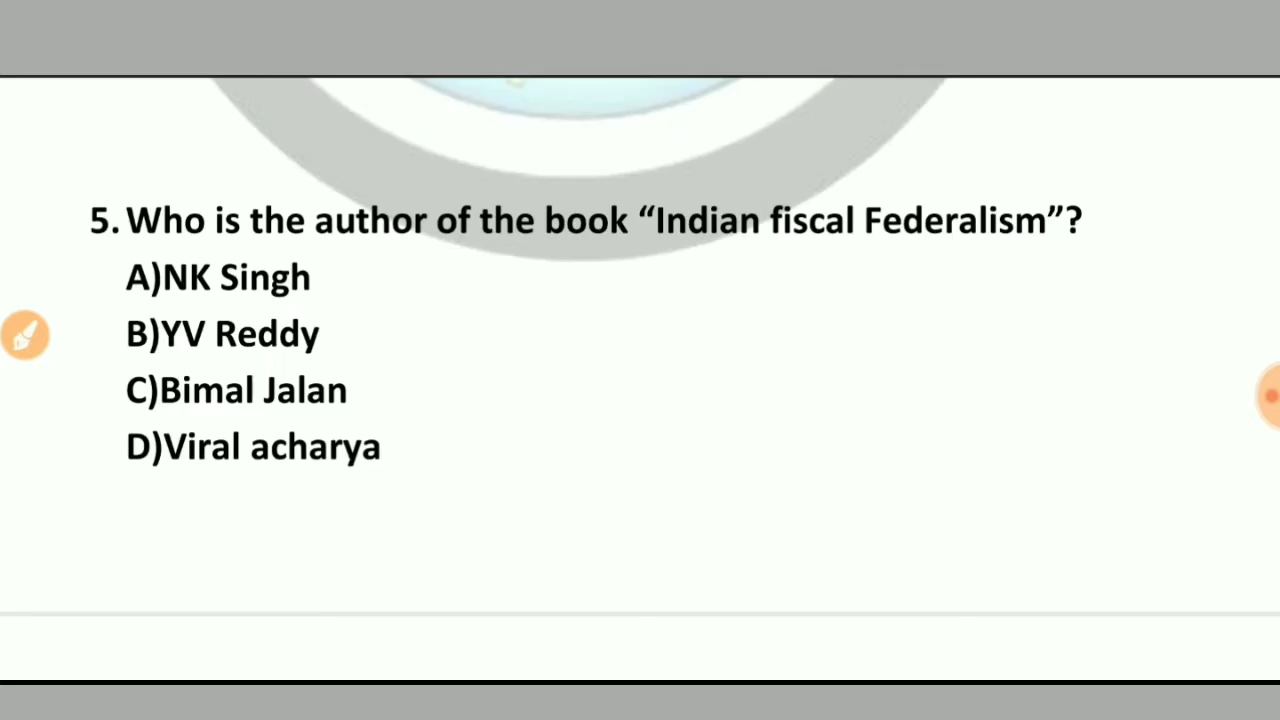 5. Who is the author of the book “Indian fiscal Federalism”?
A)NK Singh
B)YV Reddy
C)Bimal Jalan
D)Viral acharya